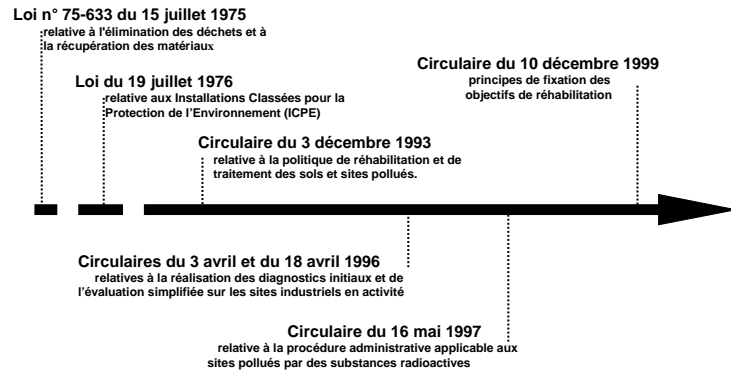 Loi n° 75-633 du 15 juillet 1975
relative à l'élimination des déchets et à
la récupération des matériaux
Loi du 19 juillet 1976
relative aux Installations Classées pour la
Protection de l'Environnement (ICPE)
Circulaire du 10 décembre 1999
principes de fixation des
objectifs de réhabilitation
Circulaire du 3 décembre 1993
relative à la politique de réhabilitation et de
traitement des sols et sites pollués.
Circulaires du 3 avril et du 18 avril 1996
relatives à la réalisation des diagnostics initiaux et de
l'évaluation simplifiée sur les sites industriels en activité
Circulaire du 16 mai 1997
relative à la procédure administrative applicable aux
sites pollués par des substances radioactives